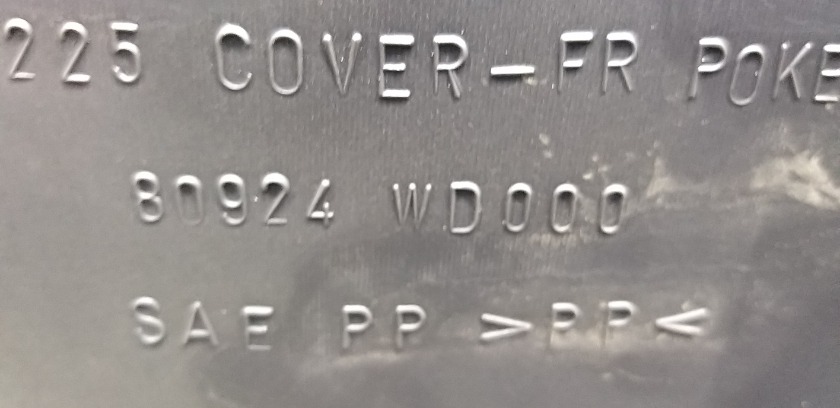 225 COVER-FR POKE
80924 WD000
SAE PP >PP<